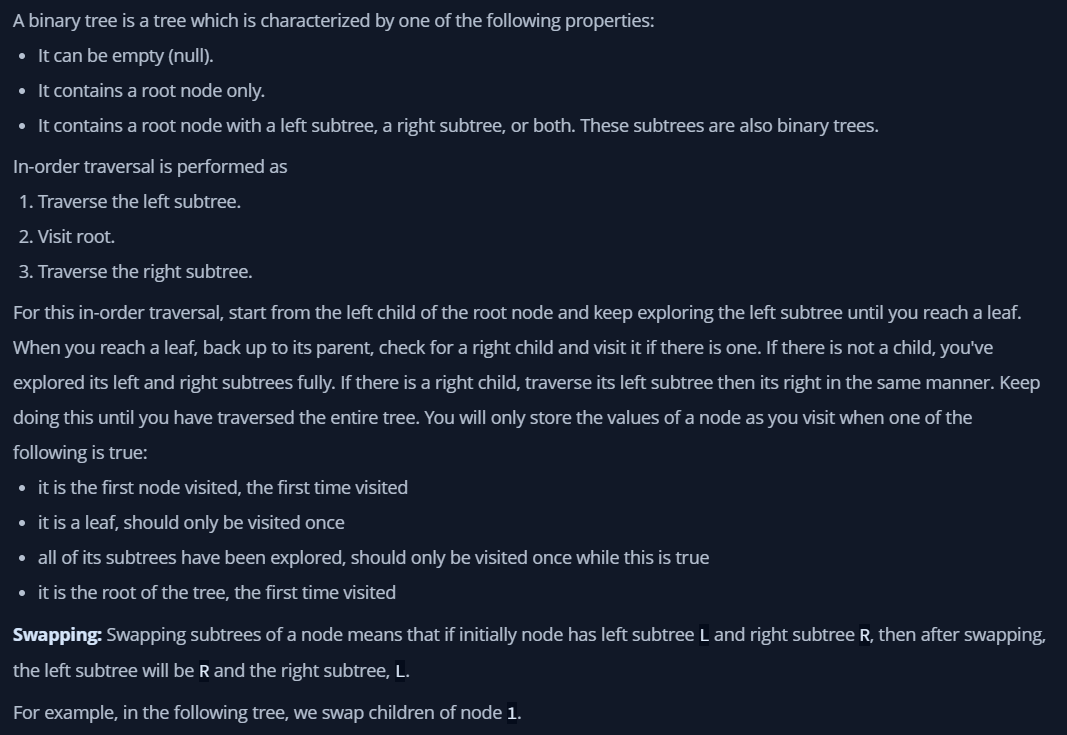 A binary tree is a tree which is characterized by one of the following properties:
• It can be empty (null).
• It contains a root node only.
• It contains a root node with a left subtree, a right subtree, or both. These subtrees are also binary trees.
In-order traversal is performed as
1. Traverse the left subtree.
2. Visit root.
3. Traverse the right subtree.
For this in-order traversal, start from the left child of the root node and keep exploring the left subtree until you reach a leaf.
When you reach a leaf, back up to its parent, check for a right child and visit it if there is one. If there is not a child, you've
explored its left and right subtrees fully. If there is a right child, traverse its left subtree then its right in the same manner. Keep
doing this until you have traversed the entire tree. You will only store the values of a node as you visit when one of the
following is true:
• it is the first node visited, the first time visited
• it is a leaf, should only be visited once
• all of its subtrees have been explored, should only be visited once while this is true
• it is the root of the tree, the first time visited
Swapping: Swapping subtrees of a node means that if initially node has left subtree L and right subtree R, then after swapping,
the left subtree will be R and the right subtree, L.
For example, in the following tree, we swap children of node 1.